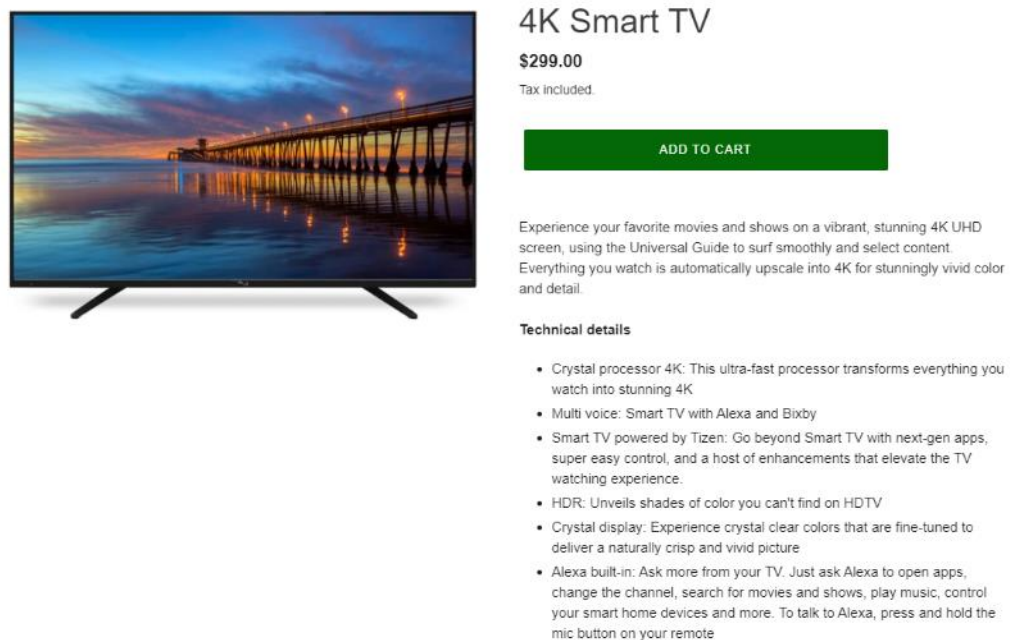 4K Smart TV
$299.00
Tax included.
ADD TO CART
Experience your favorite movies and shows on a vibrant, stunning 4K UHD
screen, using the Universal Guide to surf smoothly and select content.
Everything you watch is automatically upscale into 4K for stunningly vivid color
and detail.
Technical details
• Crystal processor 4K: This ultra-fast processor transforms everything you
watch into stunning 4K
• Multi voice: Smart TV with Alexa and Bixby
• Smart TV powered by Tizen: Go beyond Smart TV with next-gen apps,
super easy control, and a host of enhancements that elevate the TV
watching experience.
• HDR: Unveils shades of color you can't find on HDTV
• Crystal display: Experience crystal clear colors that are fine-tuned to
deliver a naturally crisp and vivid picture
• Alexa built-in: Ask more from your TV. Just ask Alexa to open apps,
change the channel, search for movies and shows, play music, control
your smart home devices and more. To talk to Alexa, press and hold the
mic button on your remote